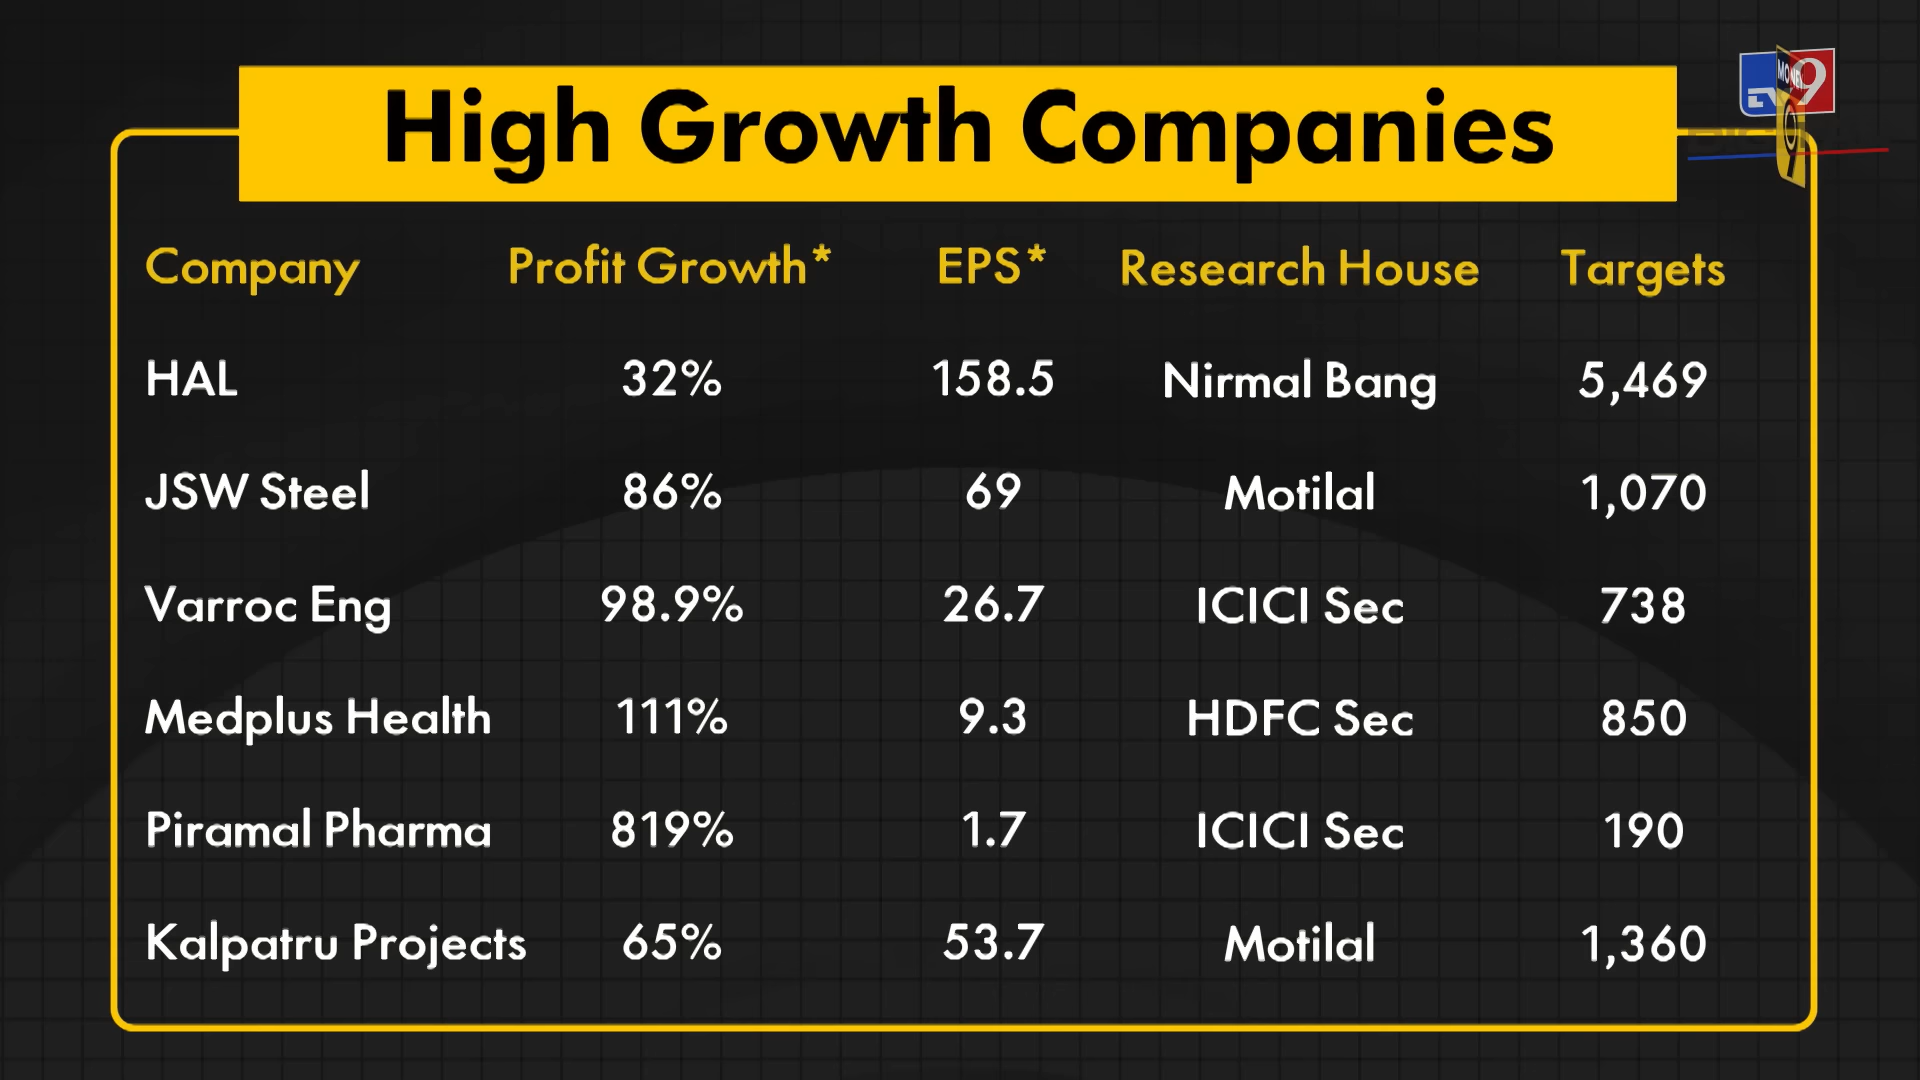 High Growth Companies
Company Profit Growth* EPS* Research House Targets
HAL 32% 158.5 Nirmal Bang 5,469
JSW Steel 86% 69 Motilal 1,070
Varroc Eng 98.9% 26.7 ICICI Sec 738
Medplus Health 111% 9.3 HDFC Sec 850
Piramal Pharma 819% 1.7 ICICI Sec 190
Kalpatru Projects 65% 53.7 Motilal 1,360